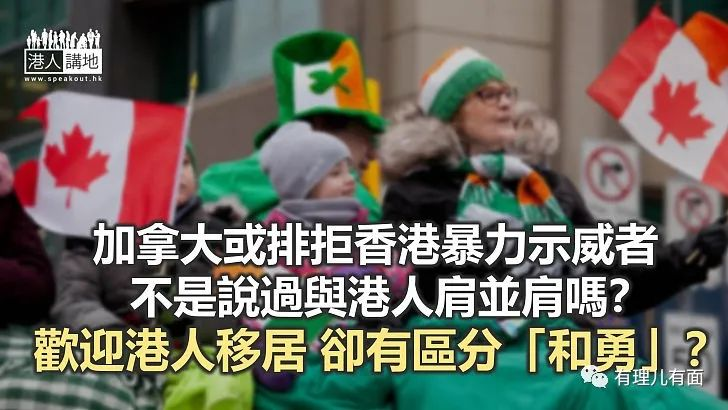 港人講地
www.speakout.hk
加拿大或排拒香港暴力示威者
不是說過與港人肩並肩嗎?
歡迎港人移居 卻有區分「和勇」?
有理儿有面